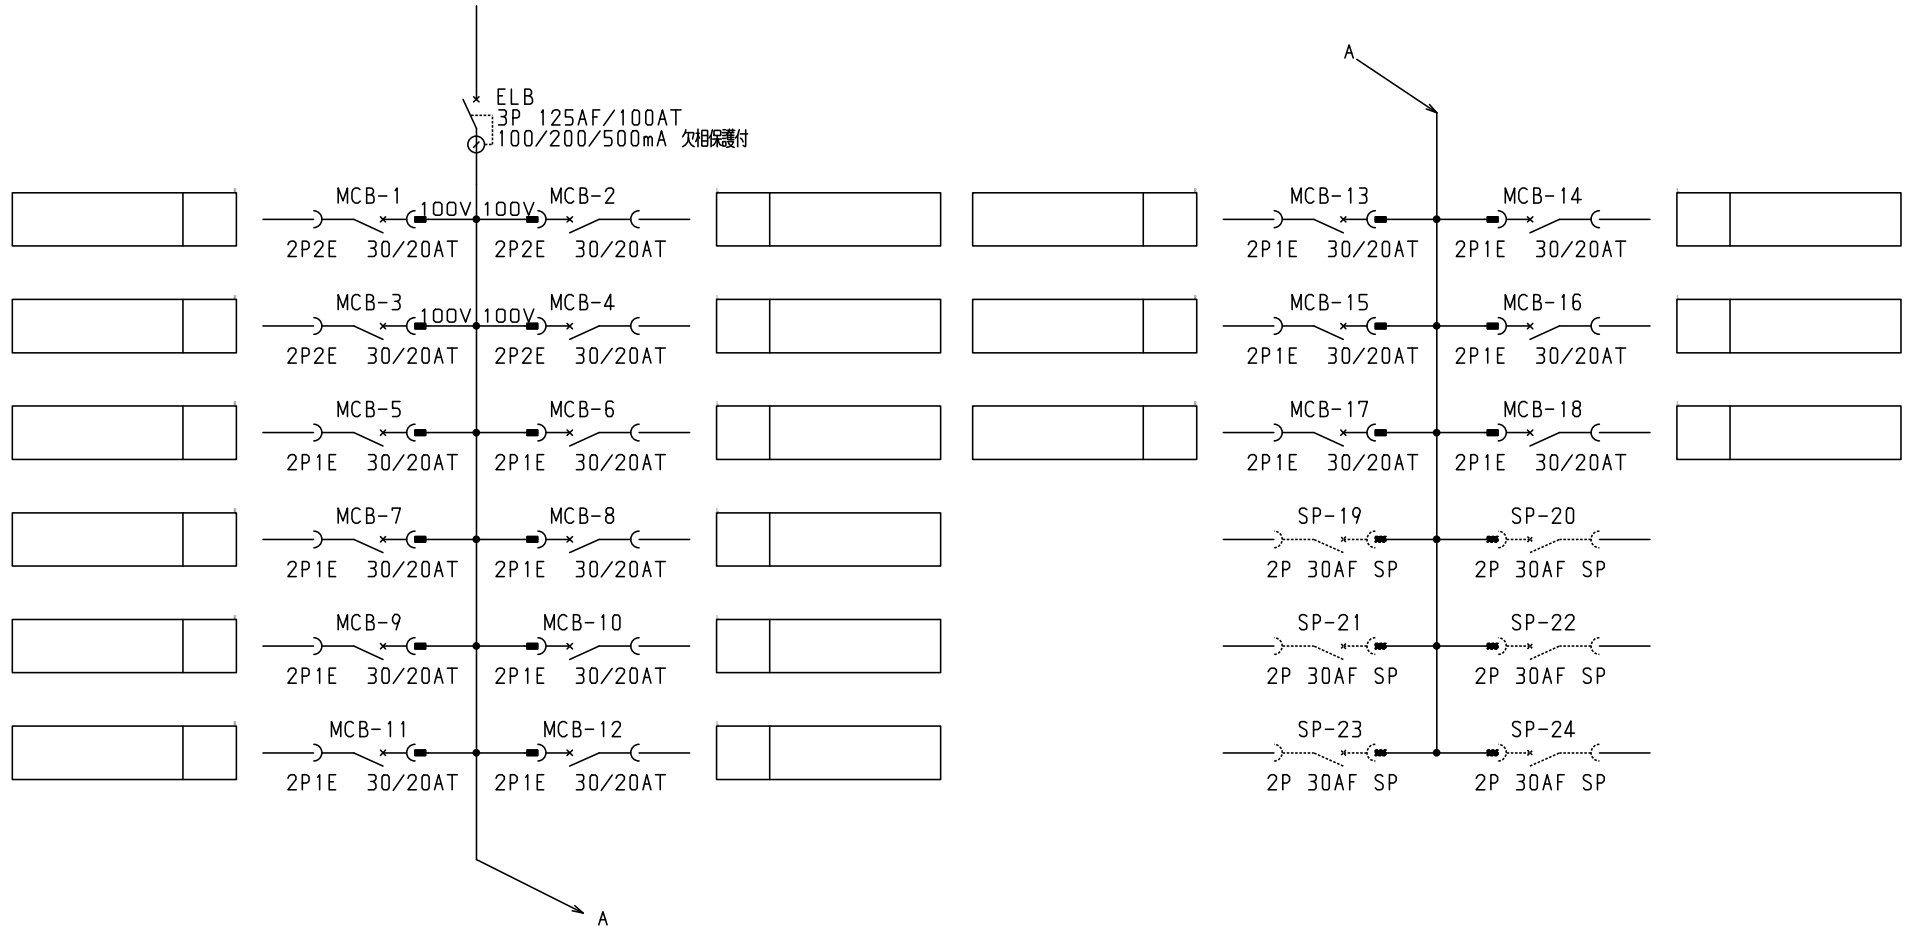 ELB
3P 125AF/100AT
100/200/500mA 欠相保護付
MCB-1 100V 100V MCB-2
2P2E 30/20AT 2P2E 30/20AT
MCB-3 100V 100V MCB-4
2P2E 30/20AT 2P2E 30/20AT
MCB-5 MCB-6
2P1E 30/20AT 2P1E 30/20AT
MCB-7 MCB-8
2P1E 30/20AT 2P1E 30/20AT
MCB-9 MCB-10
2P1E 30/20AT 2P1E 30/20AT
MCB-11 MCB-12
2P1E 30/20AT 2P1E 30/20AT
A
A
MCB-13 MCB-14
2P1E 30/20AT 2P1E 30/20AT
MCB-15 MCB-16
2P1E 30/20AT 2P1E 30/20AT
MCB-17 MCB-18
2P1E 30/20AT 2P1E 30/20AT
SP-19 SP-20
2P 30AF SP 2P 30AF SP
SP-21 SP-22
2P 30AF SP 2P 30AF SP
SP-23 SP-24
2P 30AF SP 2P 30AF SP